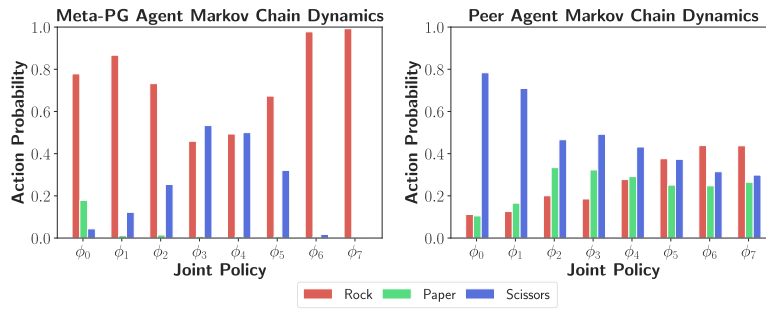 Meta-PG Agent Markov Chain Dynamics
Action Probability
1.0
0.8
0.6
0.4
0.2
0.0
ϕ0 ϕ1 ϕ2 ϕ3 ϕ4 ϕ5 ϕ6 ϕ7
Joint Policy
Peer Agent Markov Chain Dynamics
Action Probability
1.0
0.8
0.6
0.4
0.2
0.0
ϕ0 ϕ1 ϕ2 ϕ3 ϕ4 ϕ5 ϕ6 ϕ7
Joint Policy
Rock Paper Scissors